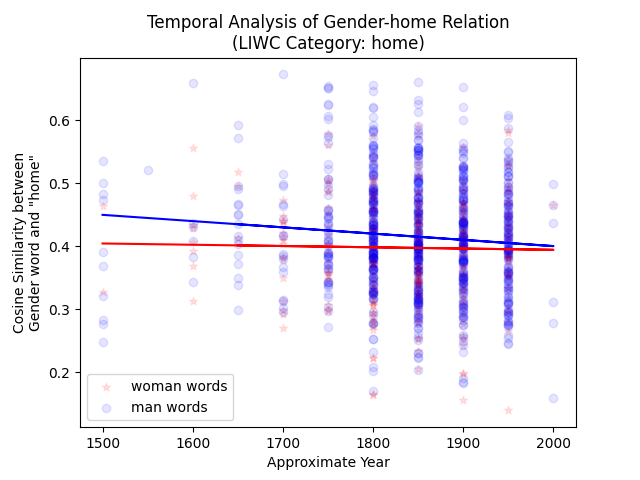 Temporal Analysis of Gender-home Relation
(LIWC Category: home)
Cosine Similarity between
Gender word and "home"
0.6
0.5
0.4
0.3
0.2
woman words
man words
1500
1600
1700
1800
1900
2000
Approximate Year